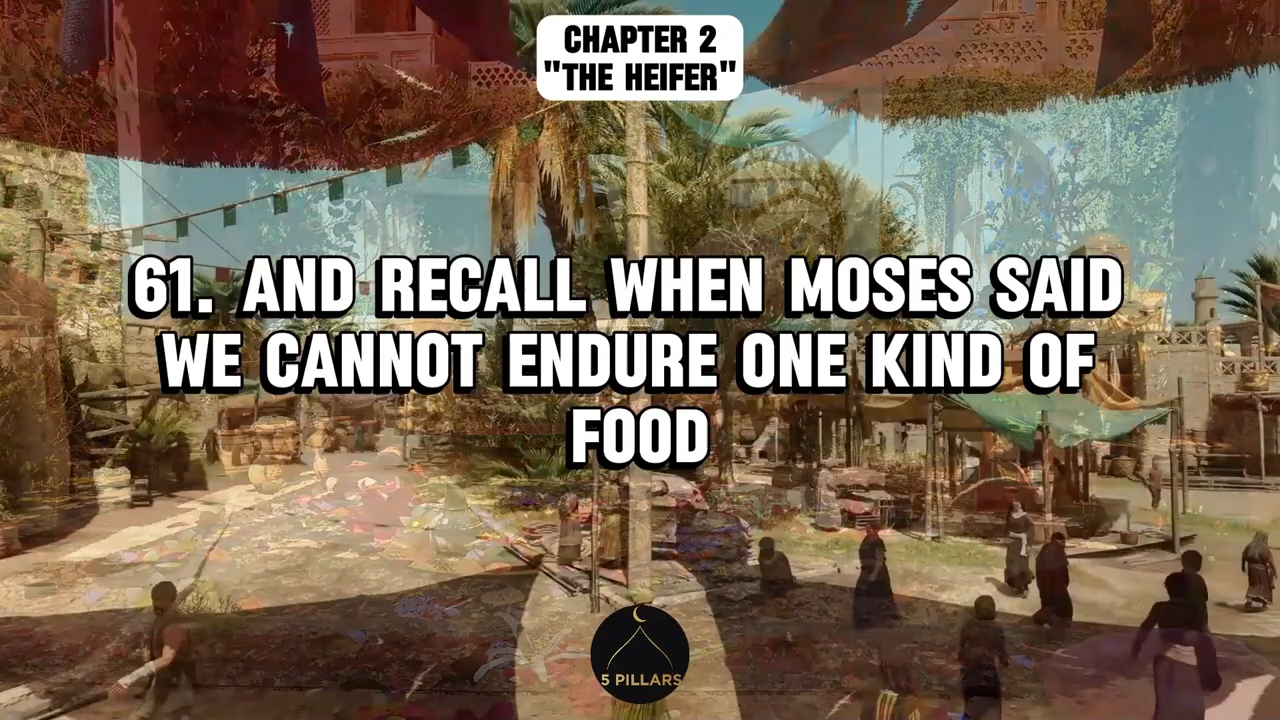 CHAPTER 2
"THE HEIFER"
61. AND RECALL WHEN MOSES SAID
WE CANNOT ENDURE ONE KIND OF
FOOD
5 PILLARS